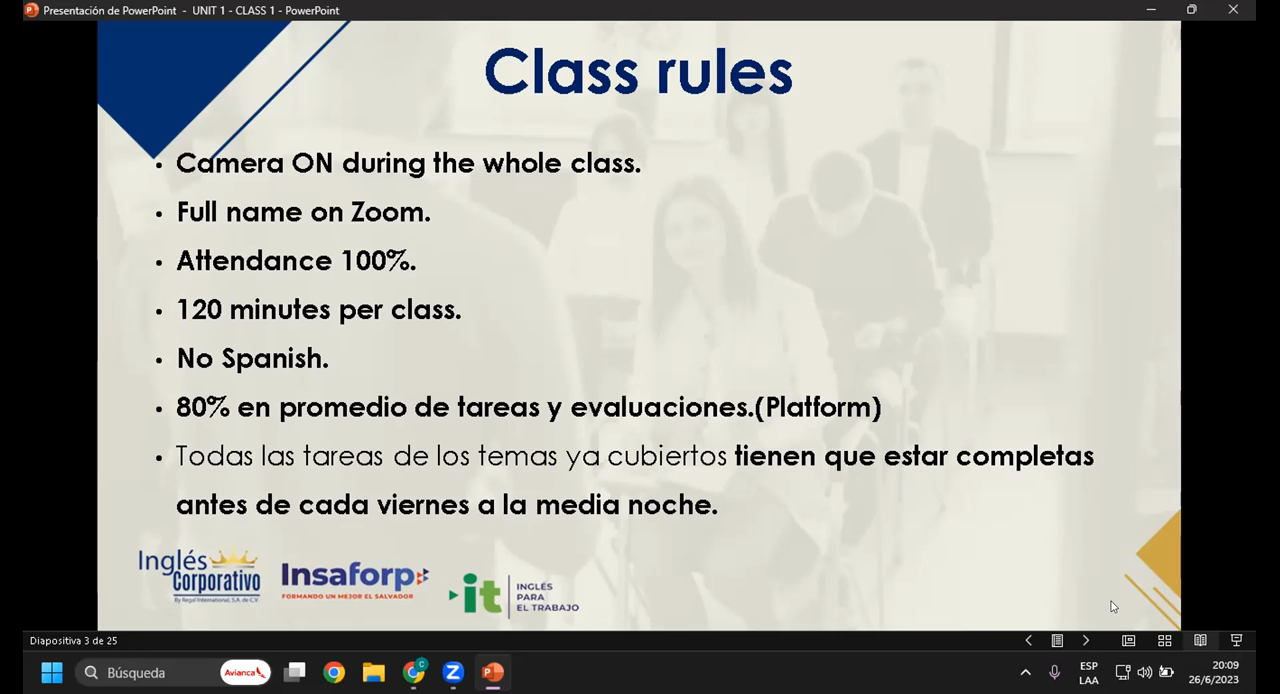 Presentación de PowerPoint - UNIT 1 - CLASS 1 - PowerPoint
Class rules
• Camera ON during the whole class.
• Full name on Zoom.
• Attendance 100%.
• 120 minutes per class.
• No Spanish.
• 80% en promedio de tareas y evaluaciones.(Platform)
• Todas las tareas de los temas ya cubiertos tienen que estar completas
antes de cada viernes a la media noche.
Inglés
Corporativo
By Regal International, S.A. de C.V.
Insaforp
FORMANDO UN MEJOR EL SALVADOR
it
INGLÉS
PARA
EL TRABAJO
Diapositiva 3 de 25
Búsqueda
Avianca
C
ESP
LAA
20:09
26/6/2023